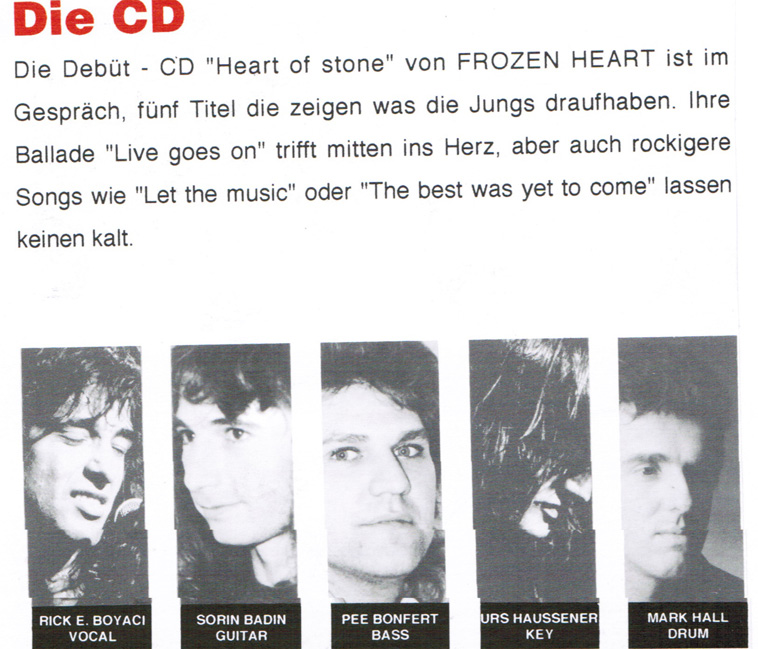 Die CD
Die Debüt - CD "Heart of stone" von FROZEN HEART ist im
Gespräch, fünf Titel die zeigen was die Jungs draufhaben. Ihre
Ballade "Live goes on" trifft mitten ins Herz, aber auch rockigere
Songs wie "Let the music" oder "The best was yet to come" lassen
keinen kalt.
RICK E. BOYACI
VOCAL
SORIN BADIN
GUITAR
PEE BONFERT
BASS
URS HAUSSENER
KEY
MARK HALL
DRUM